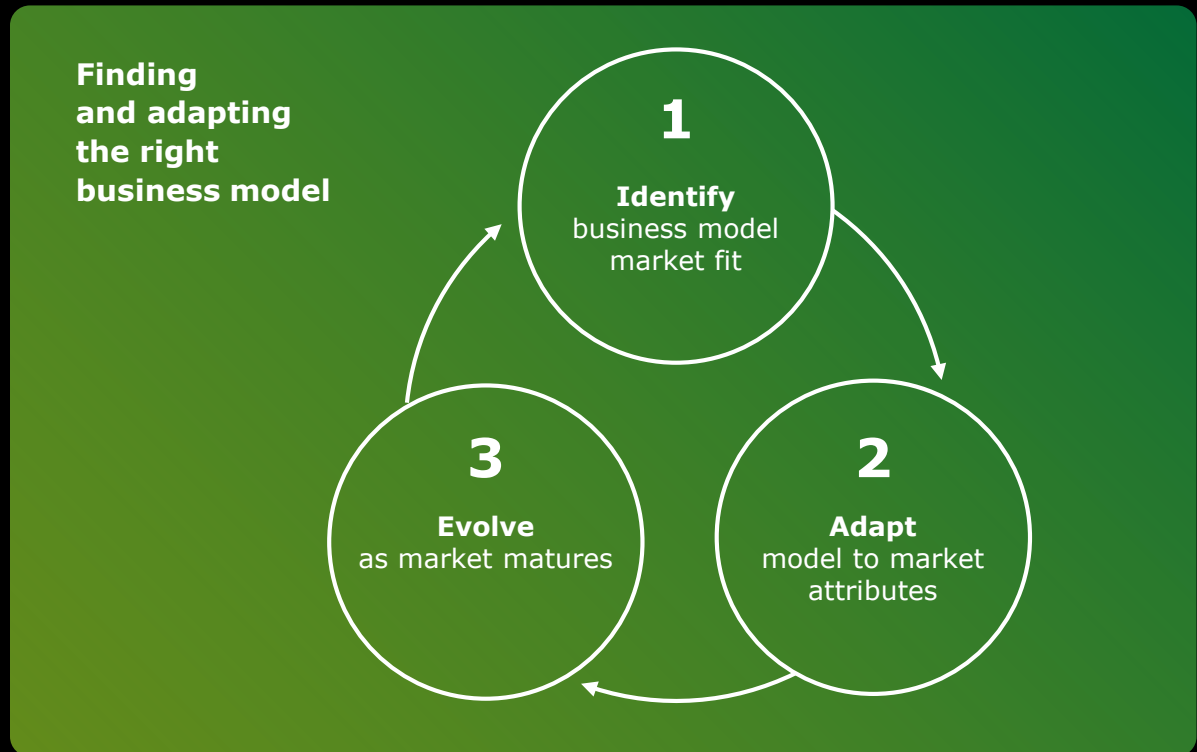 Finding
and adapting
the right
business model
1
Identify
business model
market fit
2
Adapt
model to market
attributes
3
Evolve
as market matures